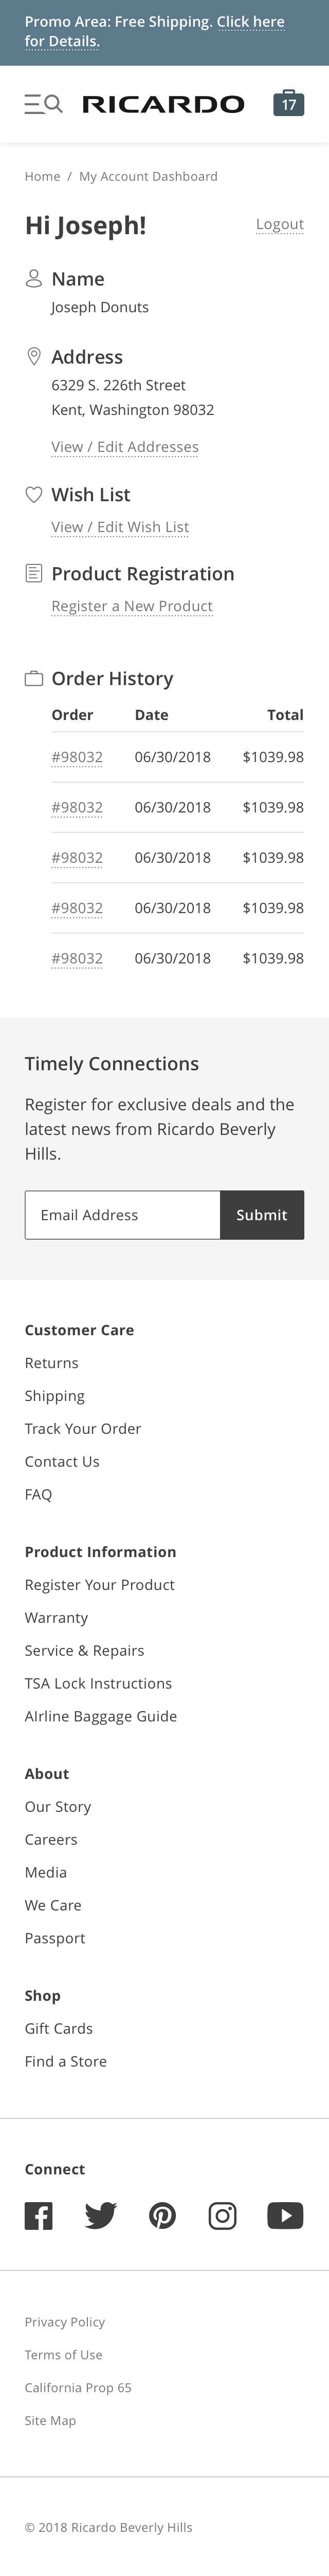 Promo Area: Free Shipping. Click here
for Details.
RICARDO
17
Home / My Account Dashboard
Hi Joseph!
Logout
Name
Joseph Donuts
Address
6329 S. 226th Street
Kent, Washington 98032
View / Edit Addresses
Wish List
View / Edit Wish List
Product Registration
Register a New Product
Order History
Order Date Total
#98032 06/30/2018 $1039.98
#98032 06/30/2018 $1039.98
#98032 06/30/2018 $1039.98
#98032 06/30/2018 $1039.98
#98032 06/30/2018 $1039.98
Timely Connections
Register for exclusive deals and the
latest news from Ricardo Beverly
Hills.
Email Address
Submit
Customer Care
Returns
Shipping
Track Your Order
Contact Us
FAQ
Product Information
Register Your Product
Warranty
Service & Repairs
TSA Lock Instructions
AIrline Baggage Guide
About
Our Story
Careers
Media
We Care
Passport
Shop
Gift Cards
Find a Store
Connect
Privacy Policy
Terms of Use
California Prop 65
Site Map
© 2018 Ricardo Beverly Hills